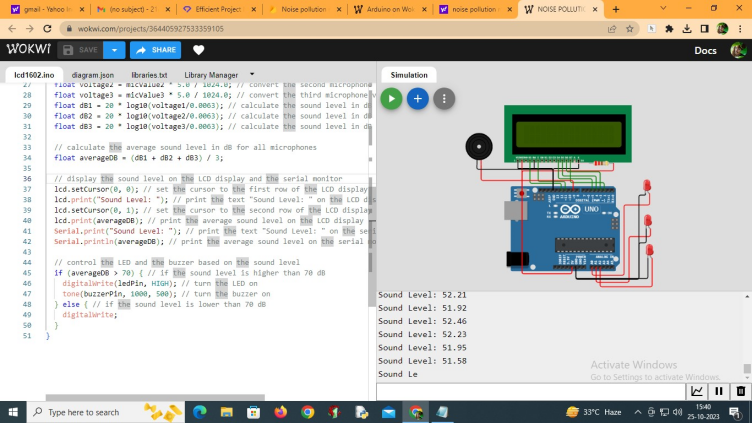 gmail - Yahoo I
(no subject) - 2
Efficient Project
Noise pollution
Arduino on Wok
noise pollution
NOISE POLLUTIO
wokwi.com/projects/364405927533359105
WOKWI
SAVE
SHARE
Docs
lcd1602.ino
diagram.json
libraries.txt
Library Manager
Simulation
27 float voltage2 = micValue2 * 5.0 / 1024.0; // convert the second microphone
28 float voltage3 = micValue3 * 5.0 / 1024.0; // convert the third microphone v
29 float dB1 = 20 * log10(voltage1/0.0063); // calculate the sound level in dB
30 float dB2 = 20 * log10(voltage2/0.0063); // calculate the sound level in dB
31 float dB3 = 20 * log10(voltage3/0.0063); // calculate the sound level in dB
32
33 // calculate the average sound level in dB for all microphones
34 float averageDB = (dB1 + dB2 + dB3) / 3;
35
36 // display the sound level on the LCD display and the serial monitor
37 lcd.setCursor(0, 0); // set the cursor to the first row of the LCD display
38 lcd.print("Sound Level: "); // print the text "Sound Level: " on the LCD dis
39 lcd.setCursor(0, 1); // set the cursor to the second row of the LCD display
40 lcd.print(averageDB); // print the average sound level on the LCD display
41 Serial.print("Sound Level: "); // print the text "Sound Level: " on the seri
42 Serial.println(averageDB); // print the average sound level on the serial
43
44 // control the LED and the buzzer based on the sound level
45 if (averageDB > 70) { // if the sound level is higher than 70 dB
46 digitalWrite(ledPin, HIGH); // turn the LED on
47 tone(buzzerPin, 1000, 500); // turn the buzzer on
48 } else { // if the sound level is lower than 70 dB
49 digitalWrite;
50 }
51 }
UNO
ARDUINO
Sound Level: 52.21
Sound Level: 51.92
Sound Level: 52.46
Sound Level: 52.23
Sound Level: 51.95
Sound Level: 51.58
Sound Le
Activate Windows
Go to Settings to activate Windows.
Type here to search
33°C Haze
15:40
25-10-2023